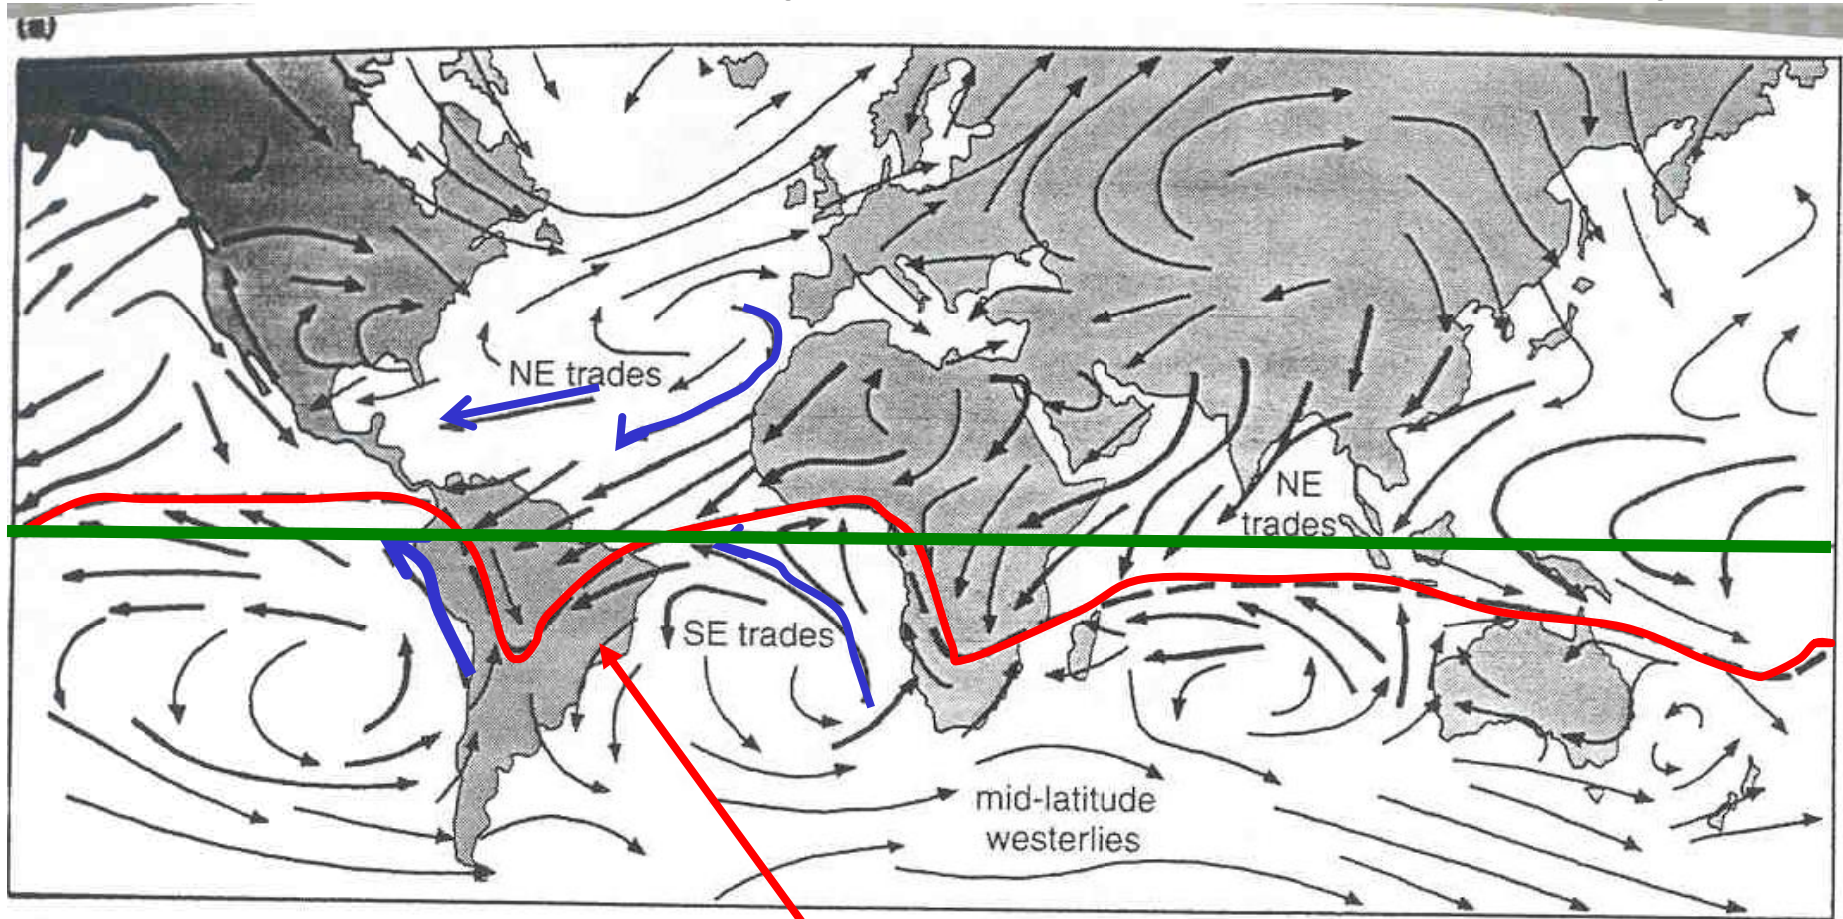 (a)
NE trades
NE
trades
SE trades
mid-latitude
westerlies